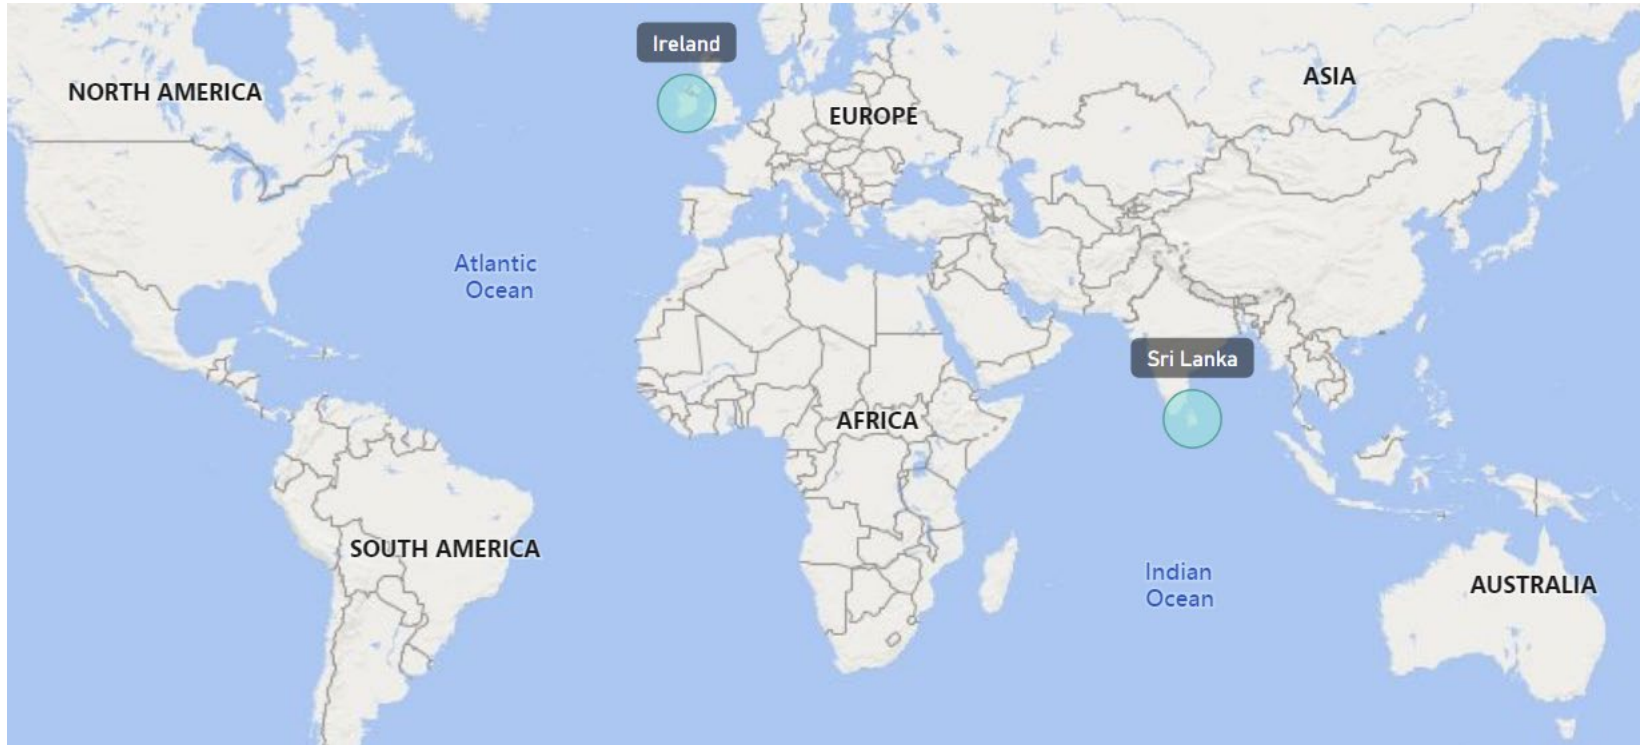 Ireland
NORTH AMERICA
ASIA
EUROPE
Atlantic
Ocean
Sri Lanka
AFRICA
SOUTH AMERICA
Indian
Ocean
AUSTRALIA